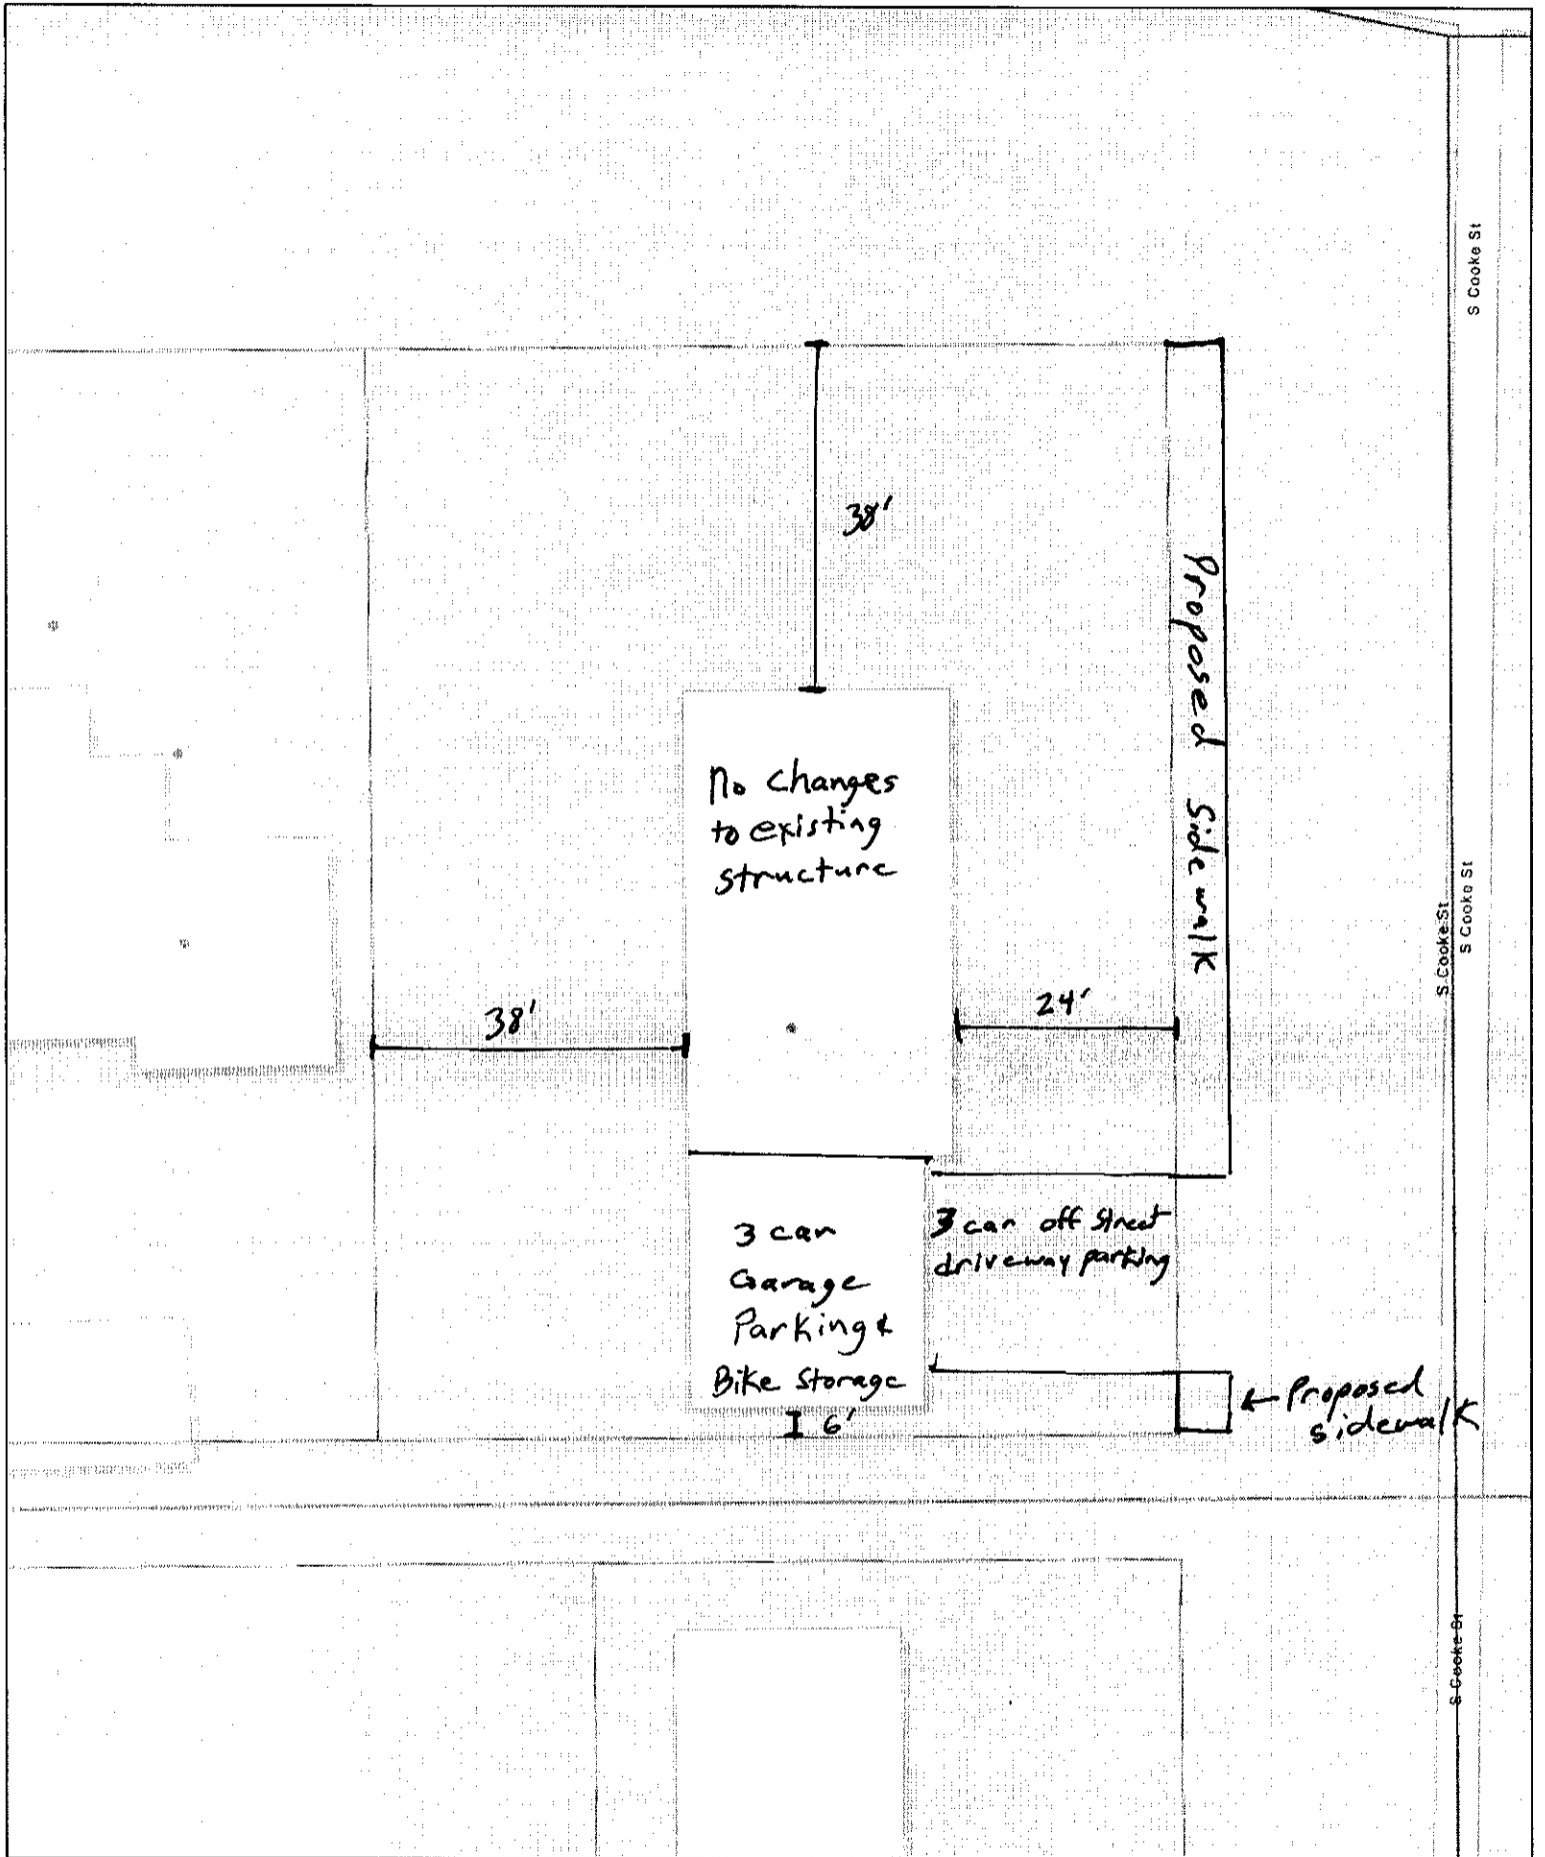 S Cooke St
38'
Proposed Sidewalk
No changes
to existing
structure
S Cooke St
S Cooke St
38'
24'
3 car
Garage
Parking &
Bike Storage
3 car off street
driveway parking
6'
← Proposed
sidewalk
S Cooke St